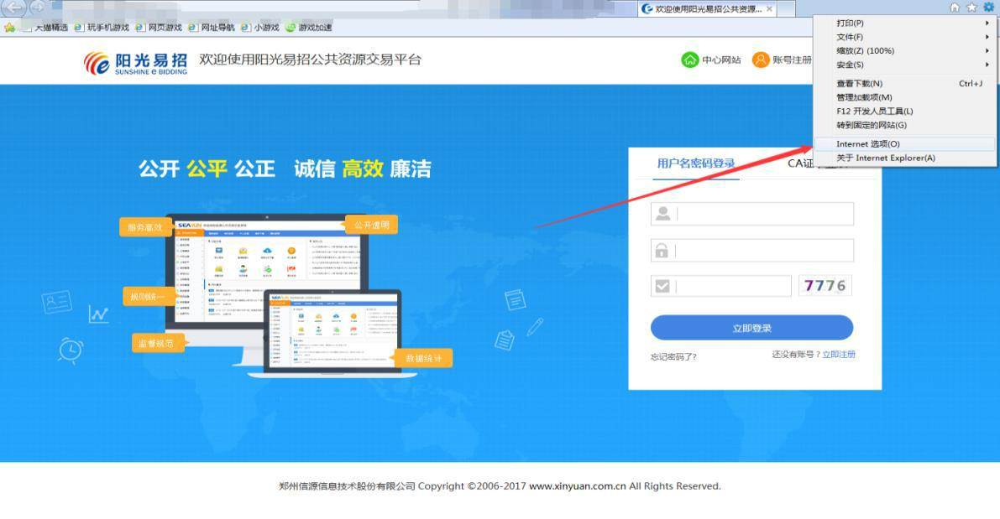 欢迎使用阳光易招公共资源...
天猫精选 玩手机游戏 网页游戏 网址导航 小游戏 游戏加速
阳光易招
SUNSHINE e BIDDING
欢迎使用阳光易招公共资源交易平台
中心网站 账号注册
打印(P)
文件(F)
缩放(Z) (100%)
安全(S)
查看下载(N) Ctrl+J
管理加载项(M)
F12 开发人员工具(L)
转到固定的网站(G)
Internet 选项(O)
关于 Internet Explorer(A)
公开 公平 公正 诚信 高效 廉洁
用户名密码登录 CA证
服务高效
公开透明
规则统一
监督规范
数据统计
7776
立即登录
忘记密码了?
还没有账号？立即注册
郑州信源信息技术股份有限公司 Copyright ©2006-2017 www.xinyuan.com.cn All Rights Reserved.